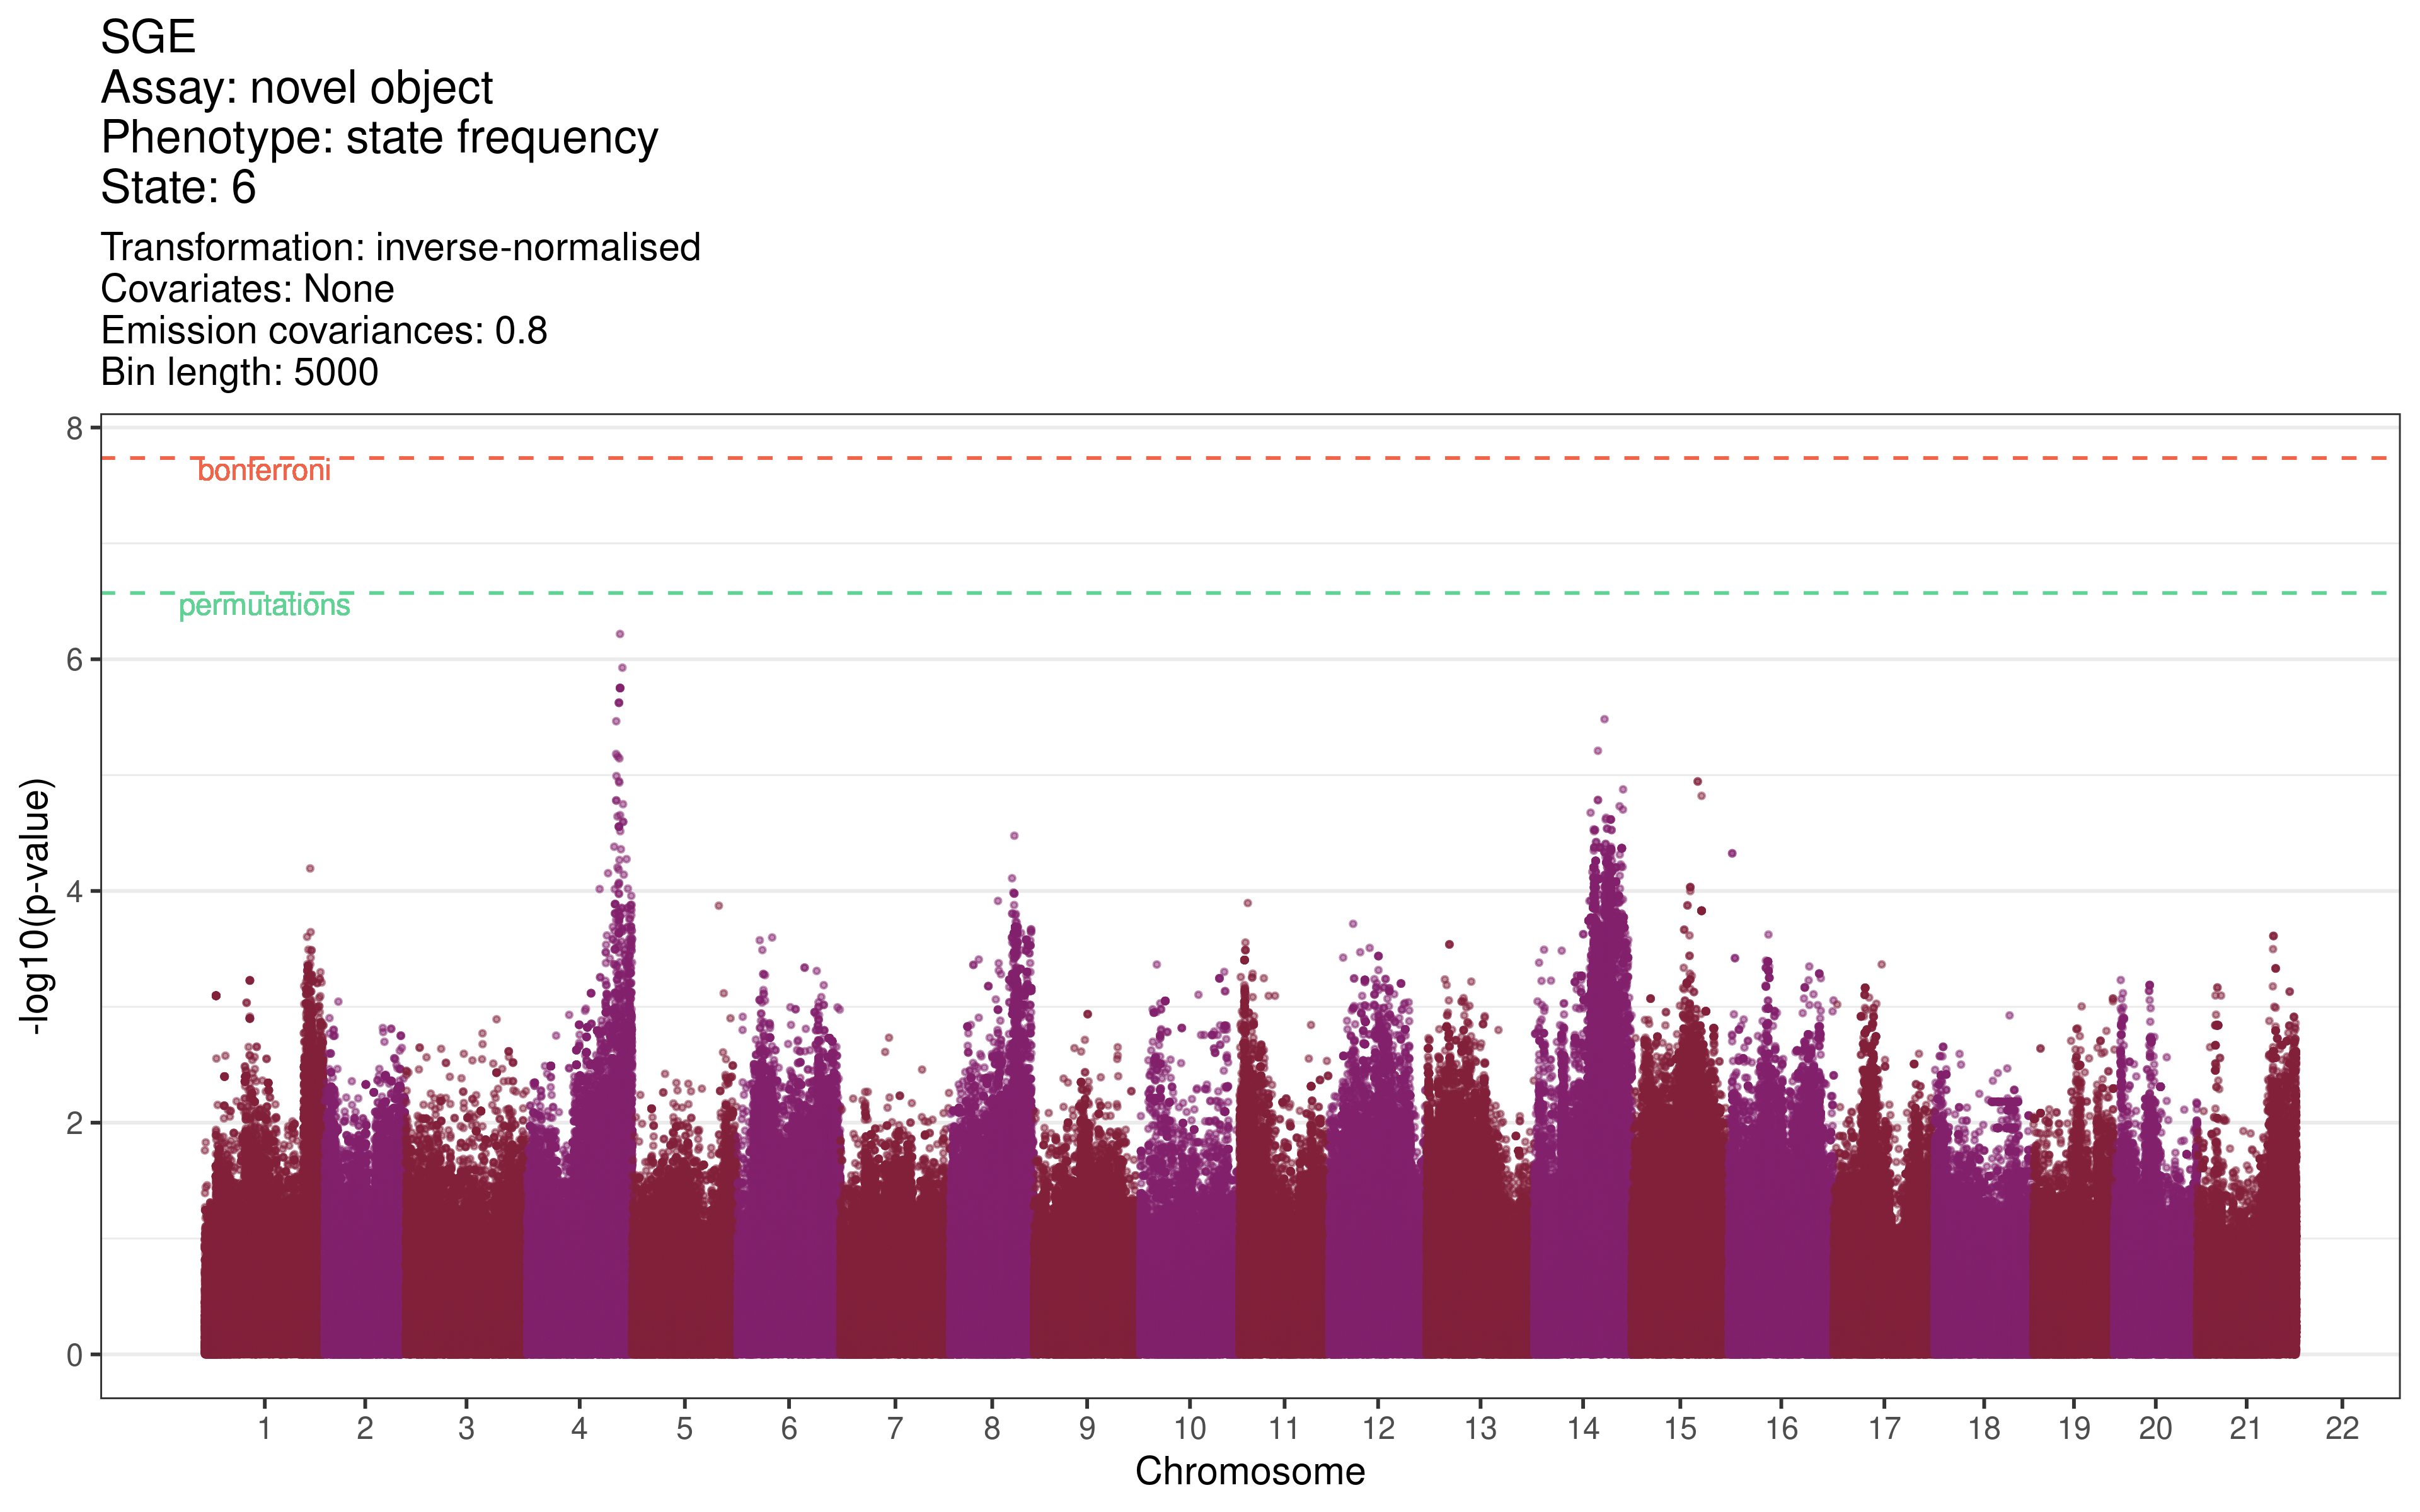 SGE
Assay: novel object
Phenotype: state frequency
State: 6
Transformation: inverse-normalised
Covariates: None
Emission covariances: 0.8
Bin length: 5000
8
bonferroni
permutations
6
-log10(p-value)
4
2
0
1 2 3 4 5 6 7 8 9 10 11 12 13 14 15 16 17 18 19 20 21 22
Chromosome